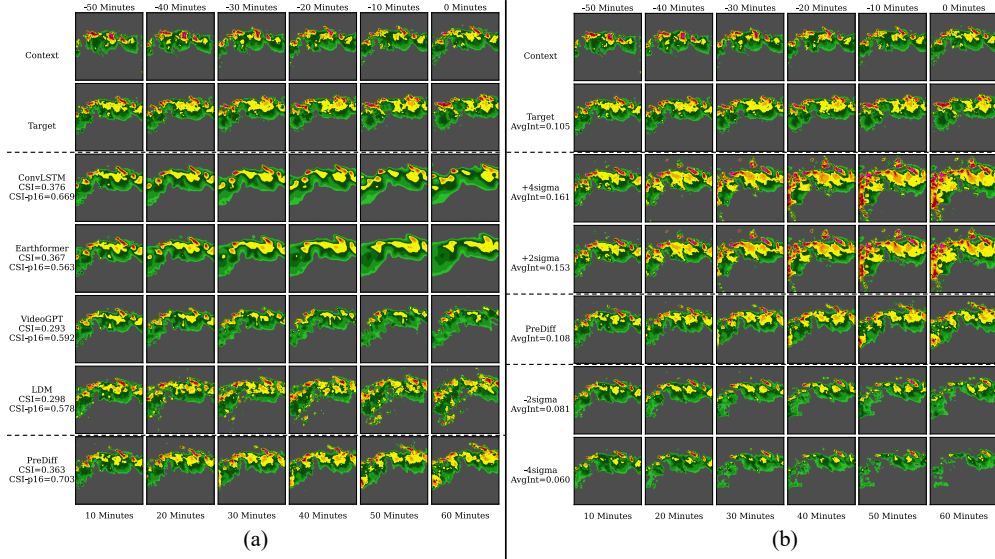 -50 Minutes -40 Minutes -30 Minutes -20 Minutes -10 Minutes 0 Minutes
Context
Target
ConvLSTM
CSI=0.376
CSI-p16=0.669
Earthformer
CSI=0.367
CSI-p16=0.563
VideoGPT
CSI=0.293
CSI-p16=0.592
LDM
CSI=0.298
CSI-p16=0.578
PreDiff
CSI=0.363
CSI-p16=0.703
10 Minutes 20 Minutes 30 Minutes 40 Minutes 50 Minutes 60 Minutes
(a)
-50 Minutes -40 Minutes -30 Minutes -20 Minutes -10 Minutes 0 Minutes
Context
Target
AvgInt=0.105
+4sigma
AvgInt=0.161
+2sigma
AvgInt=0.153
PreDiff
AvgInt=0.108
-2sigma
AvgInt=0.081
-4sigma
AvgInt=0.060
10 Minutes 20 Minutes 30 Minutes 40 Minutes 50 Minutes 60 Minutes
(b)